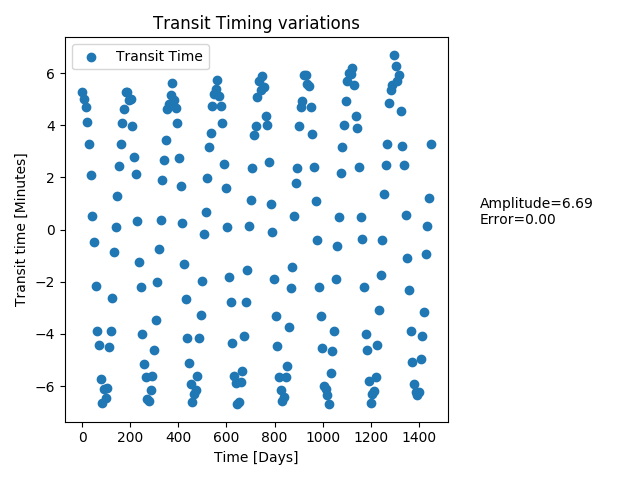 Transit Timing variations
Transit Time
Transit time [Minutes]
6
4
2
0
−2
−4
−6
0 200 400 600 800 1000 1200 1400
Time [Days]
Amplitude=6.69
Error=0.00